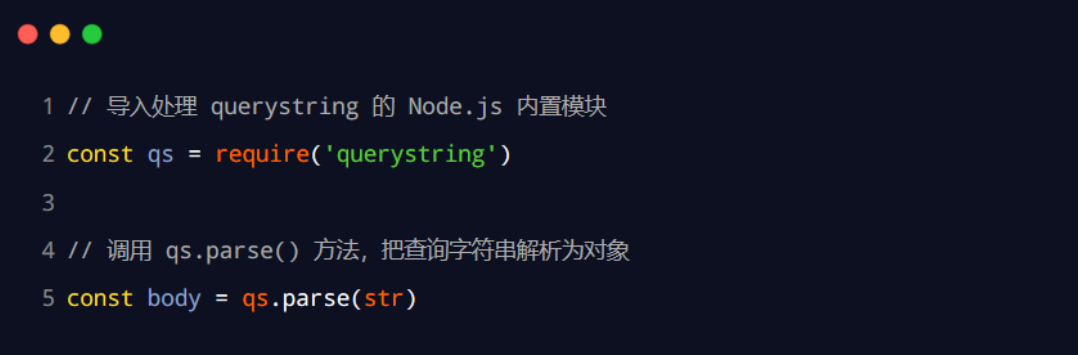 1 // 导入处理 querystring 的 Node.js 内置模块
2 const qs = require('querystring')
3
4 // 调用 qs.parse() 方法，把查询字符串解析为对象
5 const body = qs.parse(str)